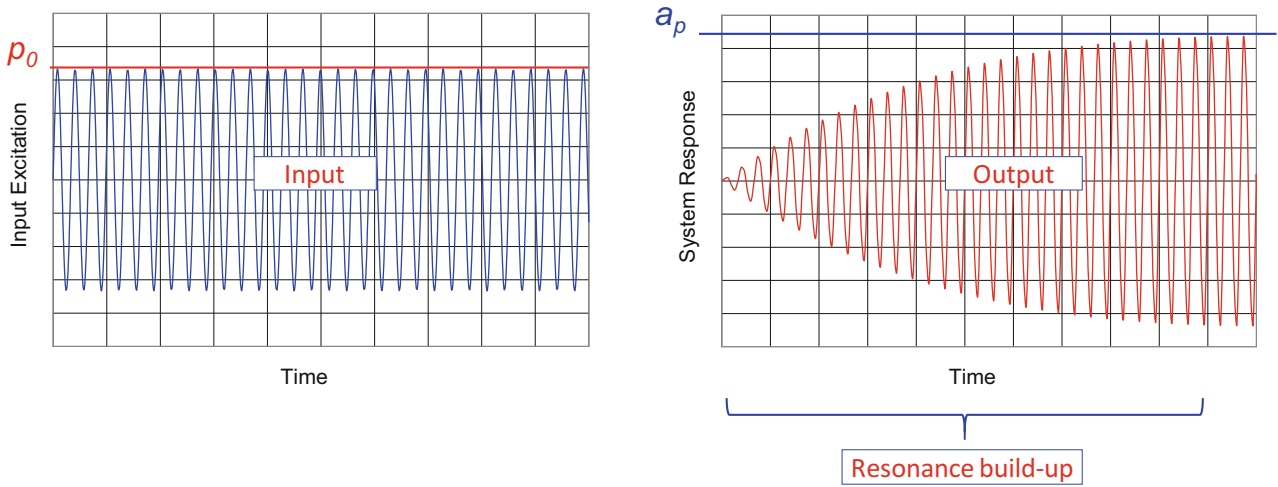 p0
Input Excitation
Input
Time
ap
System Response
Output
Time
Resonance build-up